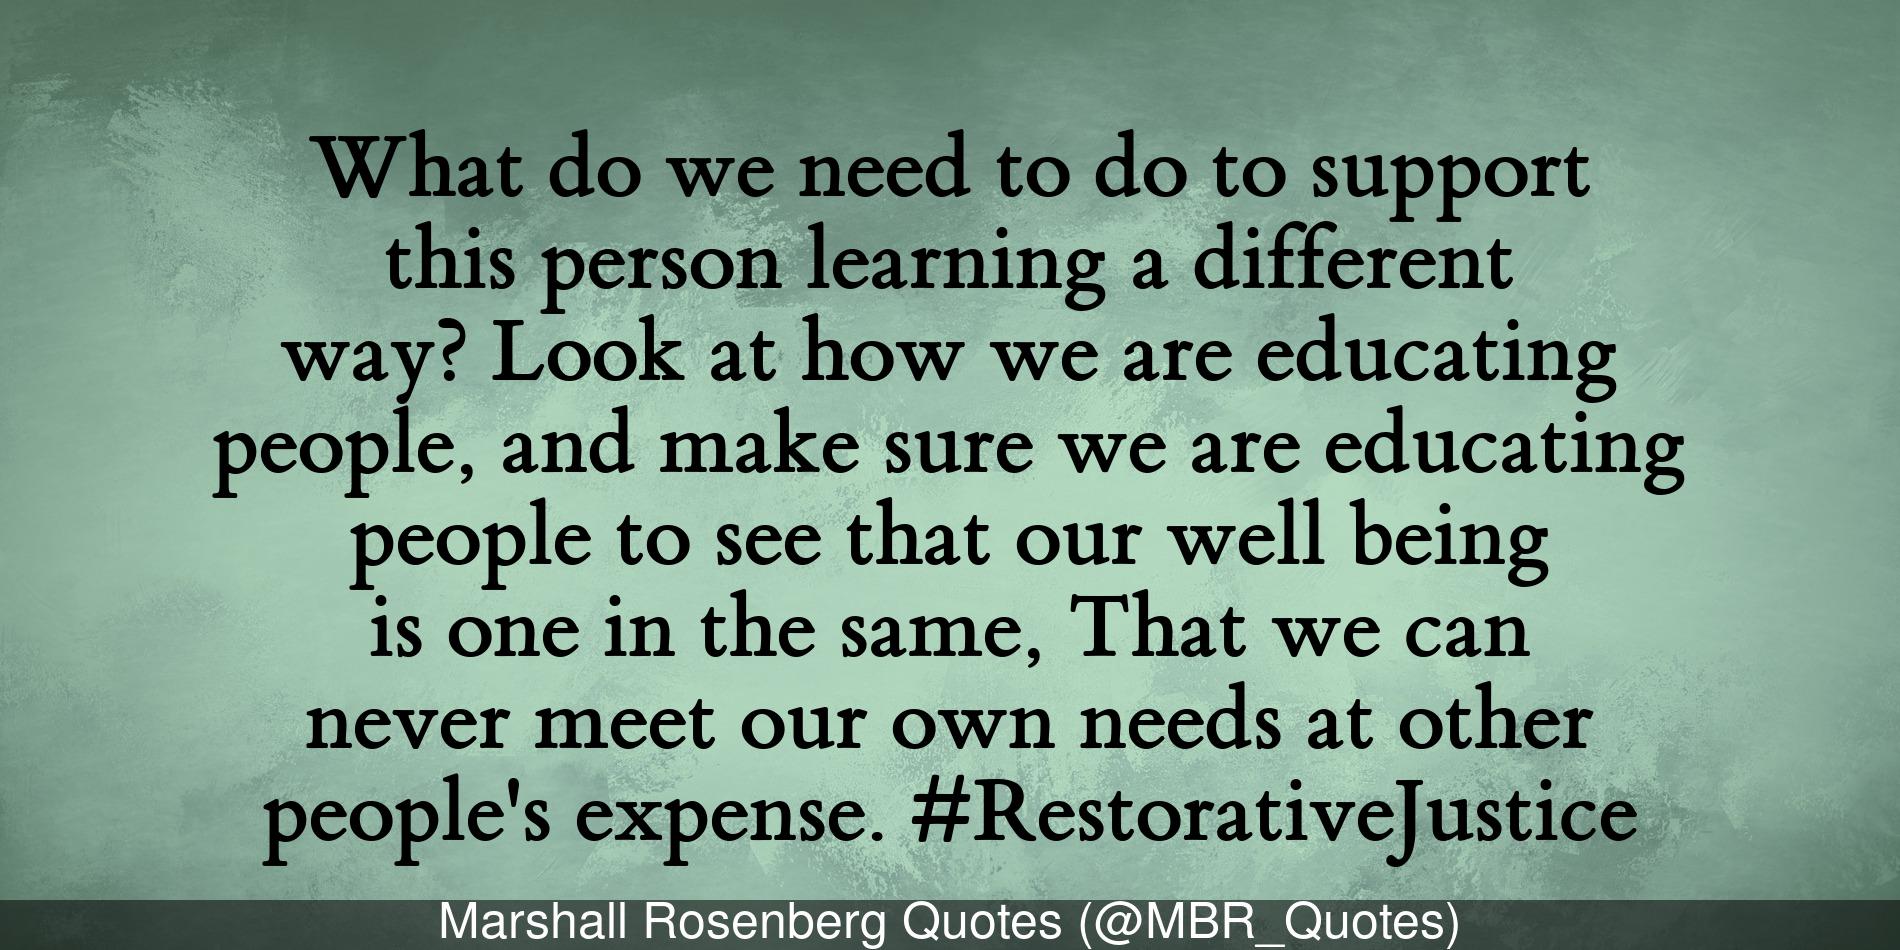 What do we need to do to support
this person learning a different
way? Look at how we are educating
people, and make sure we are educating
people to see that our well being
is one in the same, That we can
never meet our own needs at other
people's expense. #RestorativeJustice
Marshall Rosenberg Quotes (@MBR_Quotes)